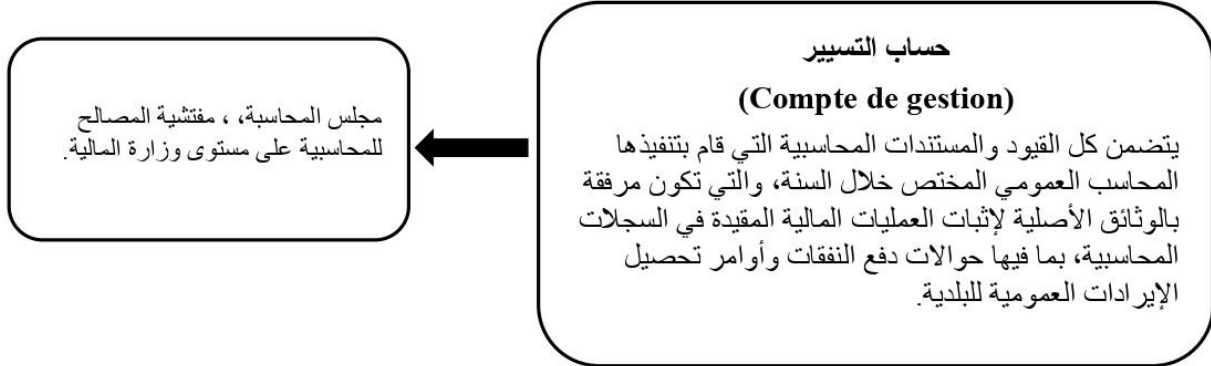 حساب التسيير
(Compte de gestion)
يتضمن كل القيود والمستندات المحاسبية التي قام بتنفيذها
المحاسب العمومي المختص خلال السنة، والتي تكون مرفقة
بالوثائق الأصلية لإثبات العمليات المالية المقيدة في السجلات
المحاسبية، بما فيها حوالات دفع النفقات وأوامر تحصيل
الإيرادات العمومية للبلدية.
مجلس المحاسبة، ، مفتشية المصالح
للمحاسبية على مستوى وزارة المالية.